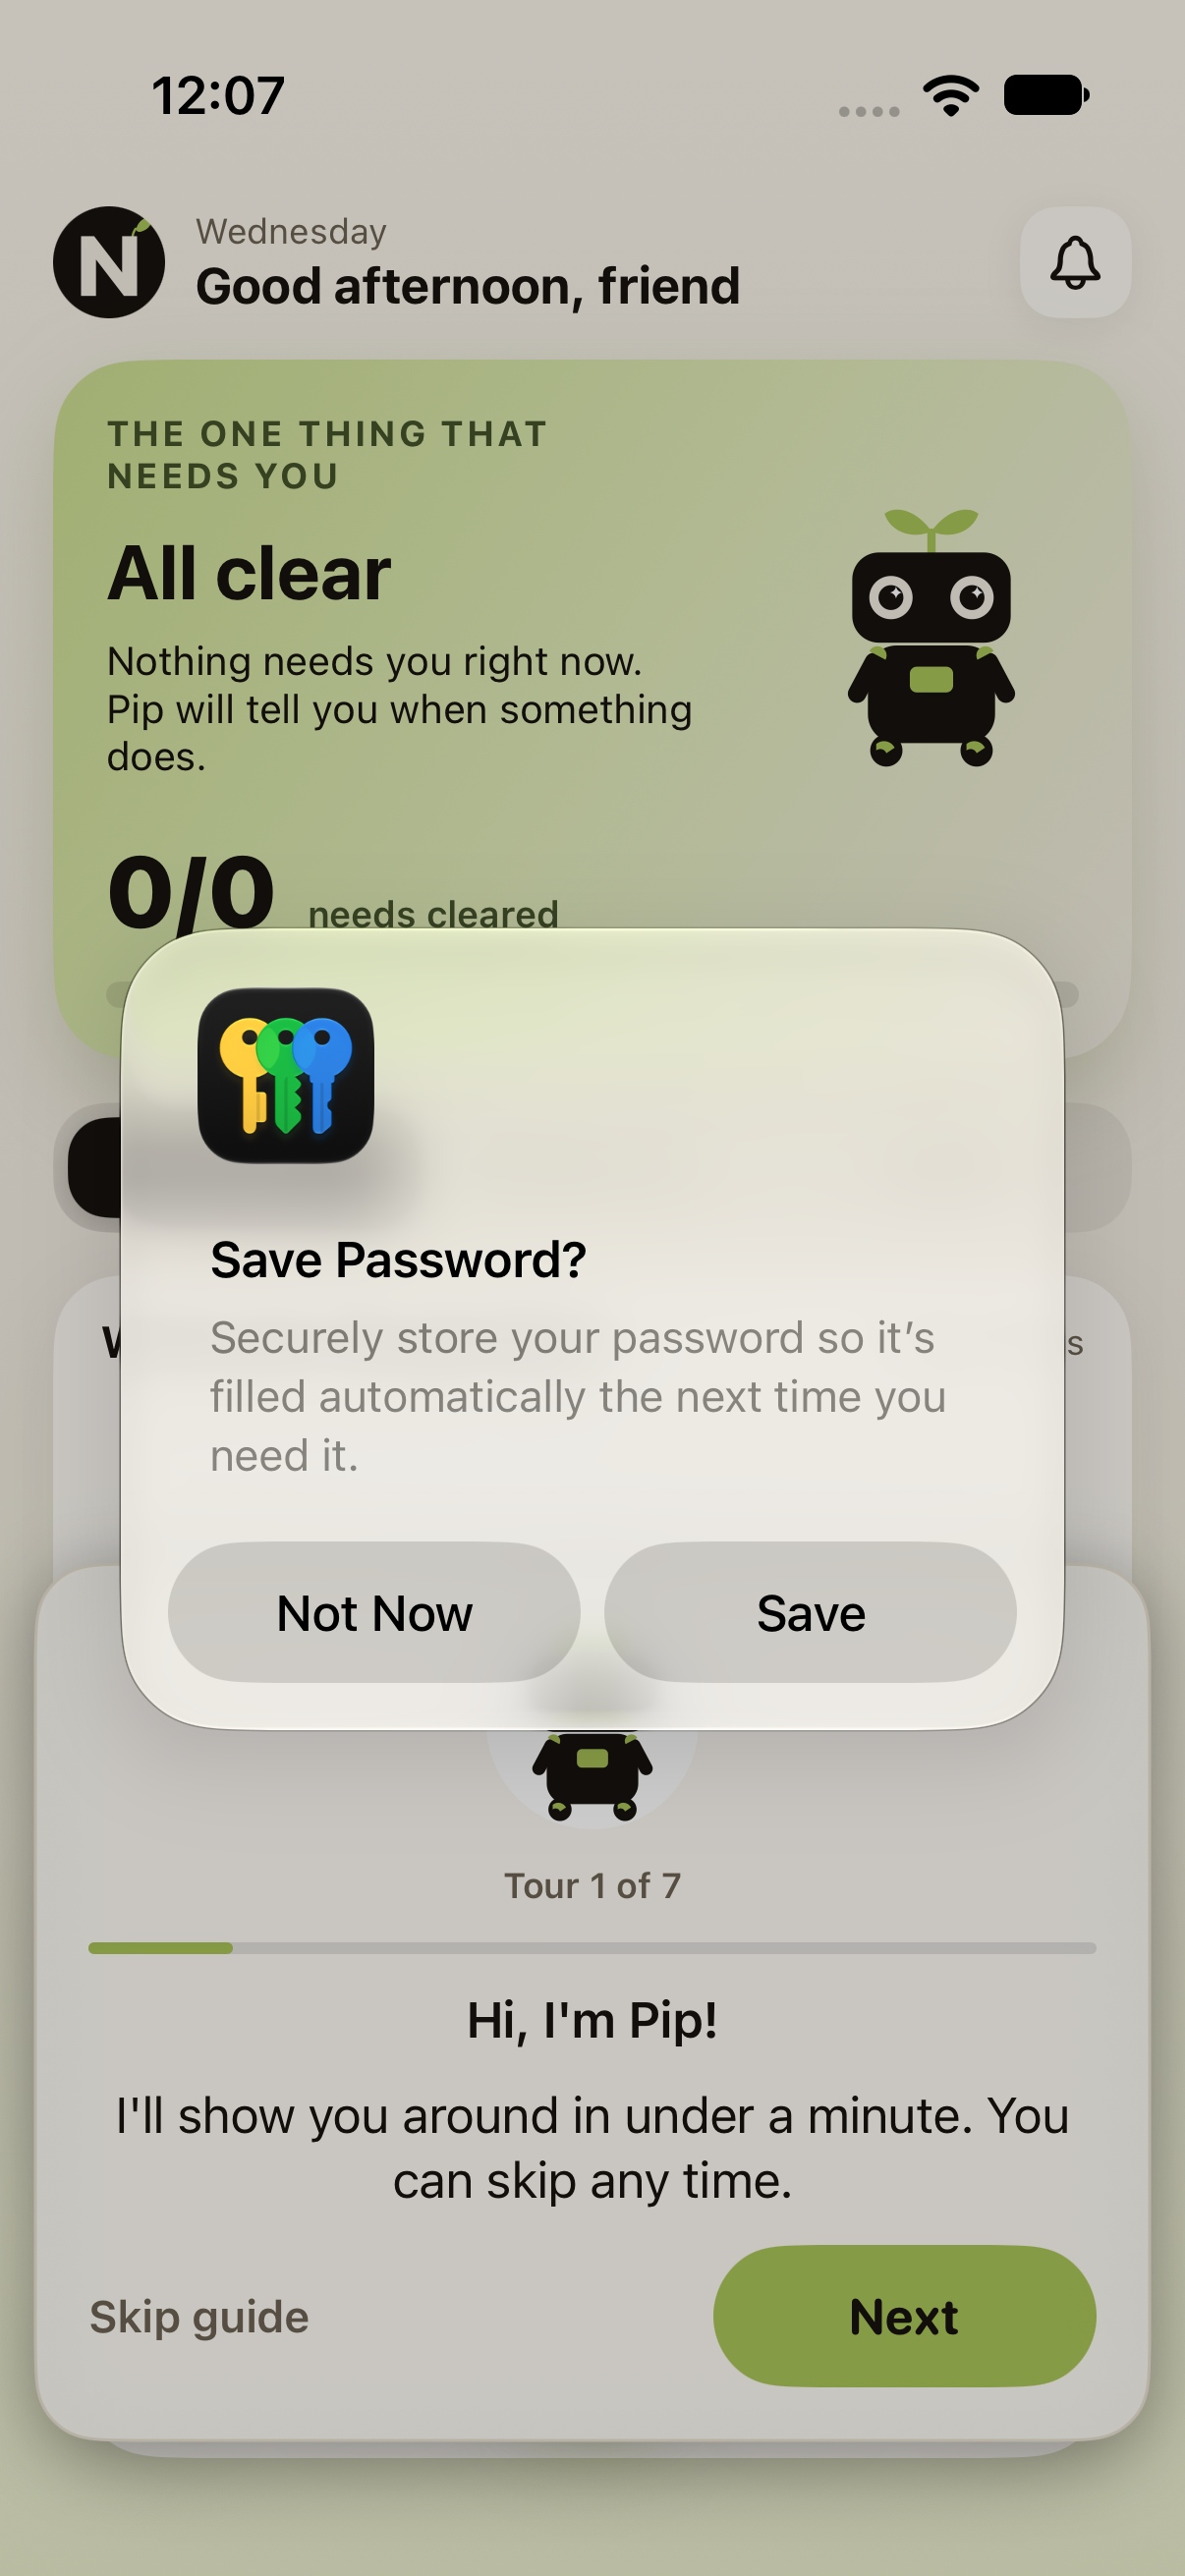 12:07
N
Wednesday
Good afternoon, friend
THE ONE THING THAT
NEEDS YOU
All clear
Nothing needs you right now.
Pip will tell you when something
does.
0/0 needs cleared
Save Password?
Securely store your password so it’s
filled automatically the next time you
need it.
Not Now
Save
Tour 1 of 7
Hi, I'm Pip!
I'll show you around in under a minute. You
can skip any time.
Skip guide
Next